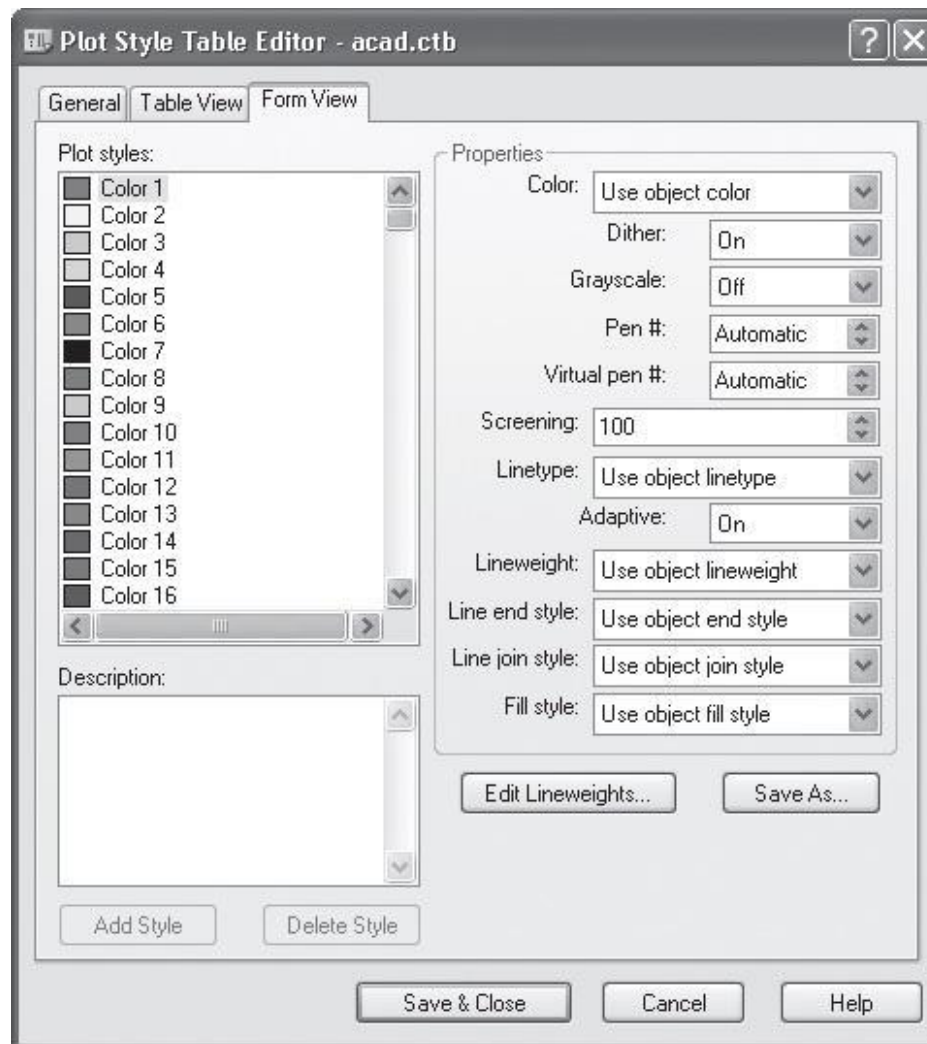 Plot Style Table Editor - acad.ctb
General Table View Form View
Plot styles:
Color 1
Color 2
Color 3
Color 4
Color 5
Color 6
Color 7
Color 8
Color 9
Color 10
Color 11
Color 12
Color 13
Color 14
Color 15
Color 16
Description:
Add Style Delete Style
Properties
Color: Use object color
Dither: On
Grayscale: Off
Pen #: Automatic
Virtual pen #: Automatic
Screening: 100
Linetype: Use object linetype
Adaptive: On
Lineweight: Use object lineweight
Line end style: Use object end style
Line join style: Use object join style
Fill style: Use object fill style
Edit Lineweights... Save As...
Save & Close Cancel Help